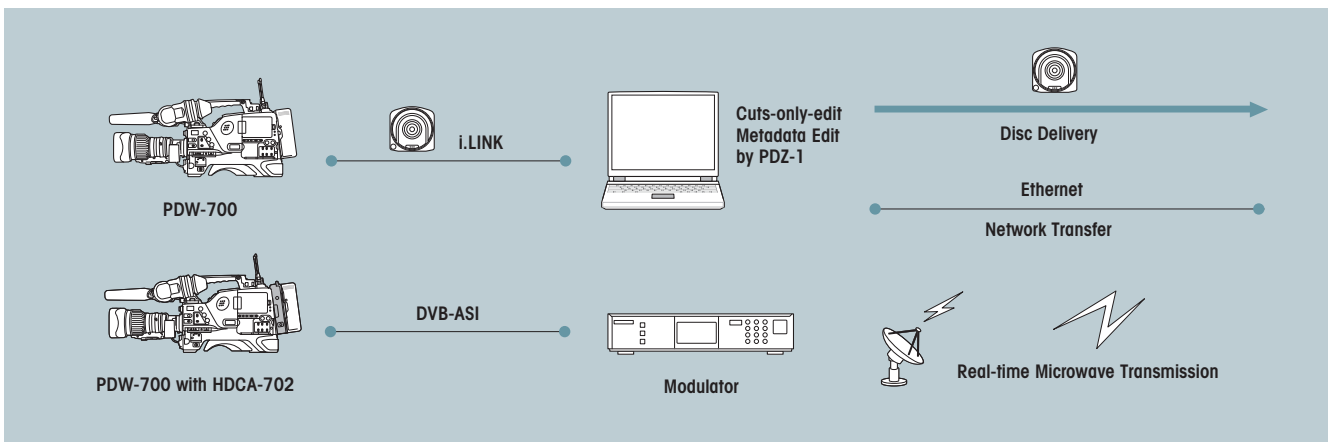 i.LINK
Cuts-only-edit
Metadata Edit
by PDZ-1
Disc Delivery
Ethernet
Network Transfer
PDW-700
DVB-ASI
PDW-700 with HDCA-702
Modulator
Real-time Microwave Transmission